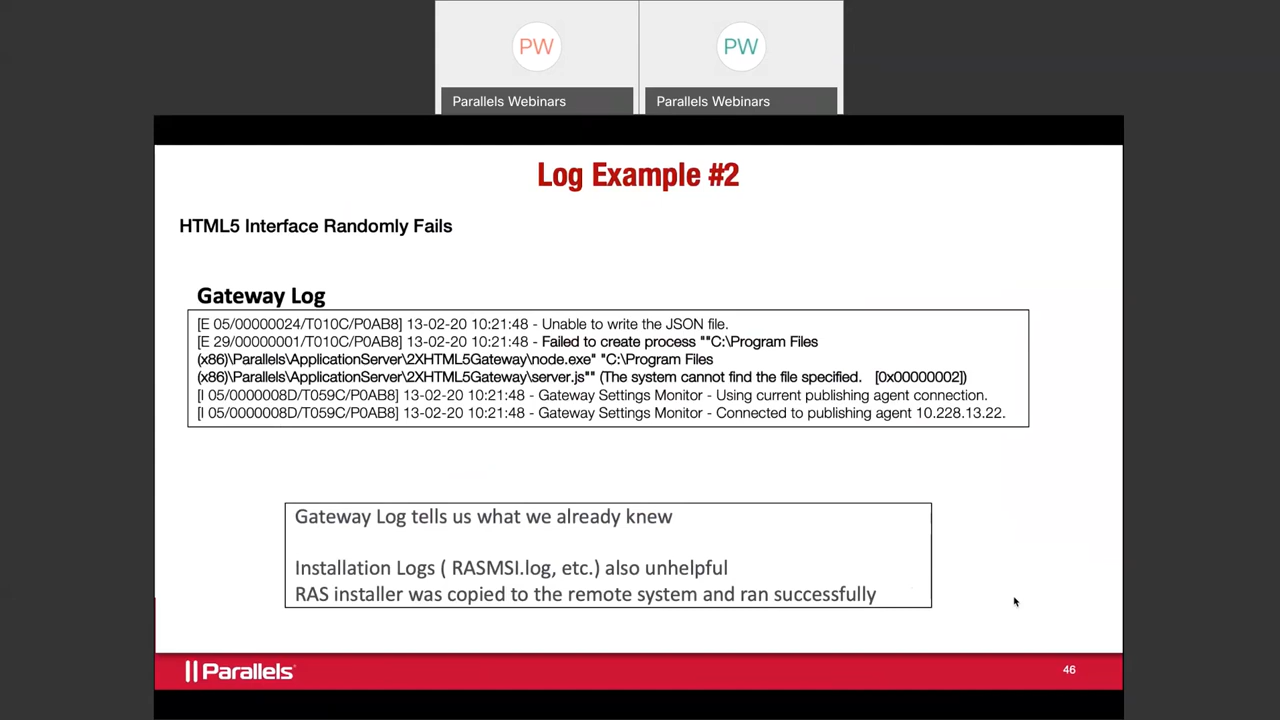 PW
PW
Parallels Webinars
Parallels Webinars
Log Example #2
HTML5 Interface Randomly Fails
Gateway Log
[E 05/00000024/T010C/P0AB8] 13-02-20 10:21:48 - Unable to write the JSON file.
[E 29/00000001/T010C/P0AB8] 13-02-20 10:21:48 - Failed to create process ""C:\Program Files
(x86)\Parallels\ApplicationServer\2XHTML5Gateway\node.exe" "C:\Program Files
(x86)\Parallels\ApplicationServer\2XHTML5Gateway\server.js"" (The system cannot find the file specified. [0x00000002])
[I 05/0000008D/T059C/P0AB8] 13-02-20 10:21:48 - Gateway Settings Monitor - Using current publishing agent connection.
[I 05/0000008D/T059C/P0AB8] 13-02-20 10:21:48 - Gateway Settings Monitor - Connected to publishing agent 10.228.13.22.
Gateway Log tells us what we already knew
Installation Logs ( RASMSI.log, etc.) also unhelpful
RAS installer was copied to the remote system and ran successfully
Parallels
46